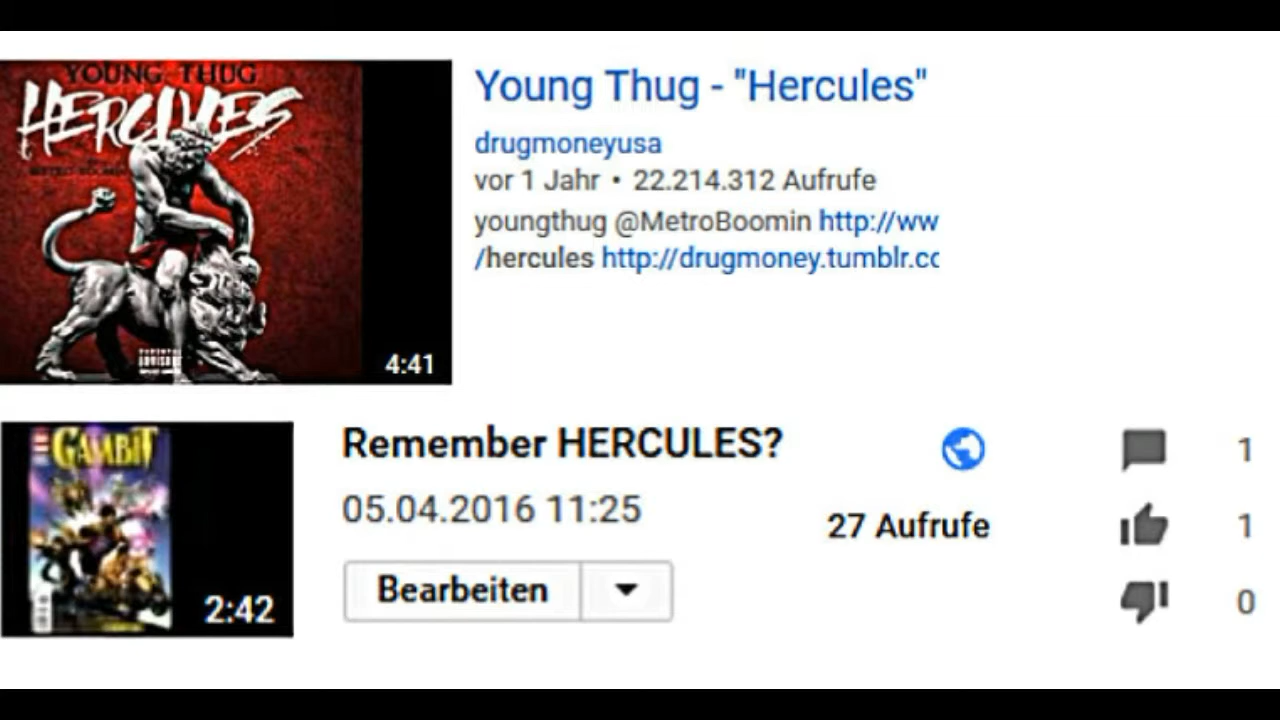 YOUNG THUG
HERCULES
4:41
Young Thug - "Hercules"
drugmoneyusa
vor 1 Jahr • 22.214.312 Aufrufe
youngthug @MetroBoomin http://ww
/hercules http://drugmoney.tumblr.cc
GAMBIT
2:42
Remember HERCULES?
05.04.2016 11:25
Bearbeiten
27 Aufrufe
1
1
0